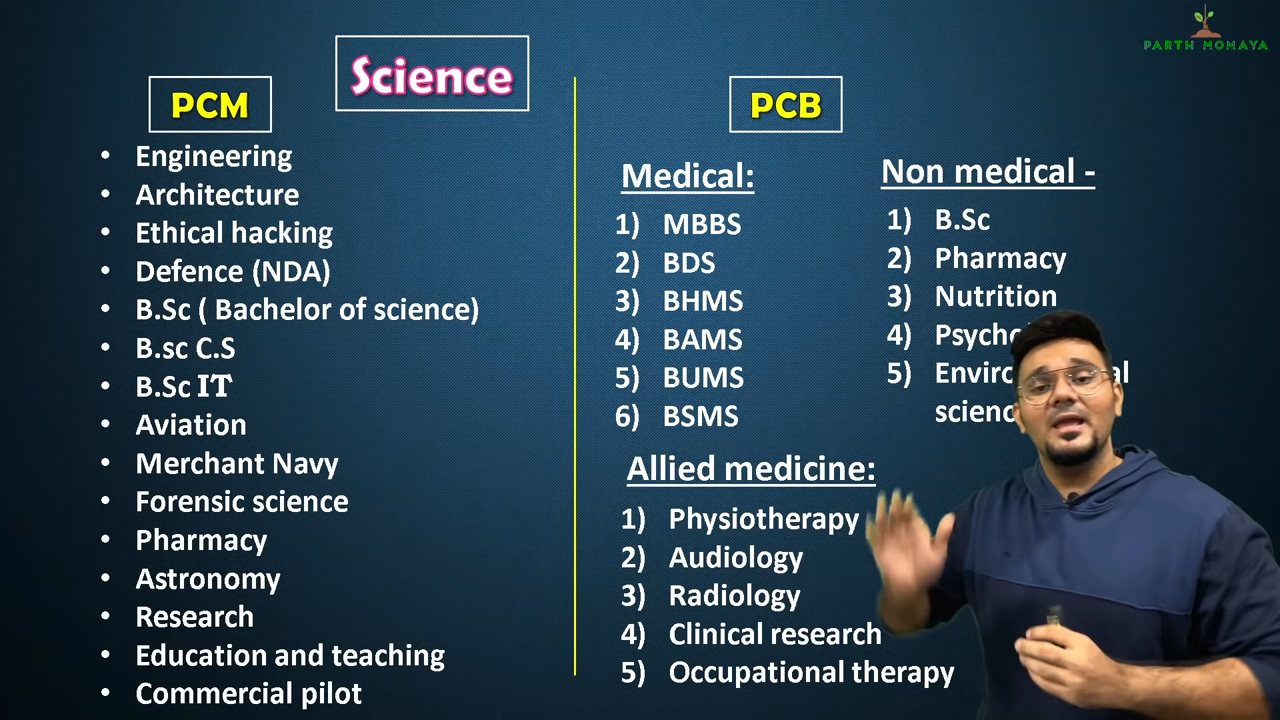 PARTH MOMAYA
Science
PCM
• Engineering
• Architecture
• Ethical hacking
• Defence (NDA)
• B.Sc ( Bachelor of science)
• B.sc C.S
• B.Sc IT
• Aviation
• Merchant Navy
• Forensic science
• Pharmacy
• Astronomy
• Research
• Education and teaching
• Commercial pilot
PCB
Medical:
1) MBBS
2) BDS
3) BHMS
4) BAMS
5) BUMS
6) BSMS
Non medical -
1) B.Sc
2) Pharmacy
3) Nutrition
4)
5)
Allied medicine:
1) Physiotherapy
2) Audiology
3) Radiology
4) Clinical research
5) Occupational therapy